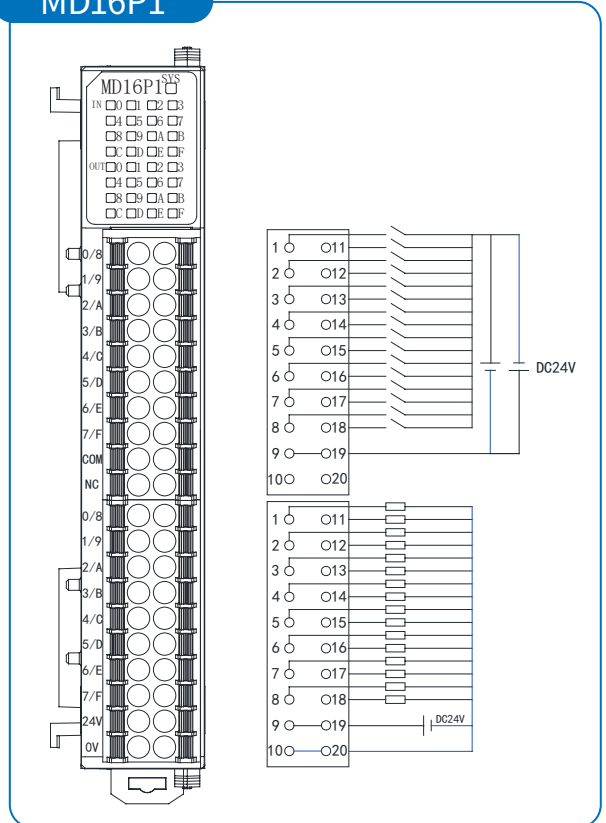 MD16P1
MD16P1 SYS
IN 0 1 2 3
4 5 6 7
8 9 A B
C D E F
OUT 0 1 2 3
4 5 6 7
8 9 A B
C D E F
0/8
1/9
2/A
3/B
4/C
5/D
6/E
7/F
COM
NC
0/8
1/9
2/A
3/B
4/C
5/D
6/E
7/F
24V
0V
1 11
2 12
3 13
4 14
5 15
6 16
7 17
8 18
9 19
10 20
DC24V
1 11
2 12
3 13
4 14
5 15
6 16
7 17
8 18
9 19
10 20
DC24V